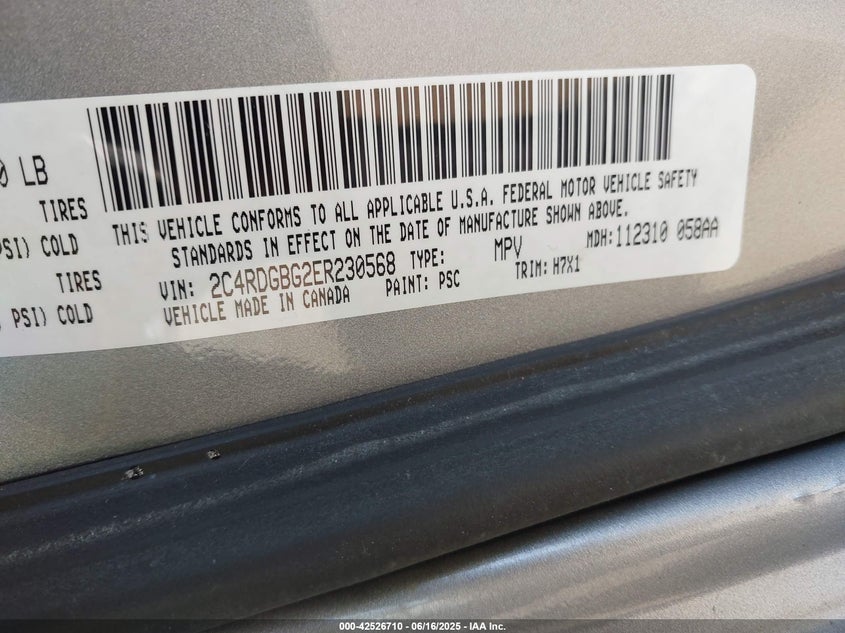 0 LB
TIRES
PSI) COLD
TIRES
PSI) COLD
THIS VEHICLE CONFORMS TO ALL APPLICABLE U.S.A. FEDERAL MOTOR VEHICLE SAFETY
STANDARDS IN EFFECT ON THE DATE OF MANUFACTURE SHOWN ABOVE.
VIN: 2C4RDGBG2ER230568 TYPE: MPV MDH:112310 058AA
VEHICLE MADE IN CANADA PAINT: PSC TRIM: H7X1
000-42526710 - 06/16/2025 - IAA Inc.